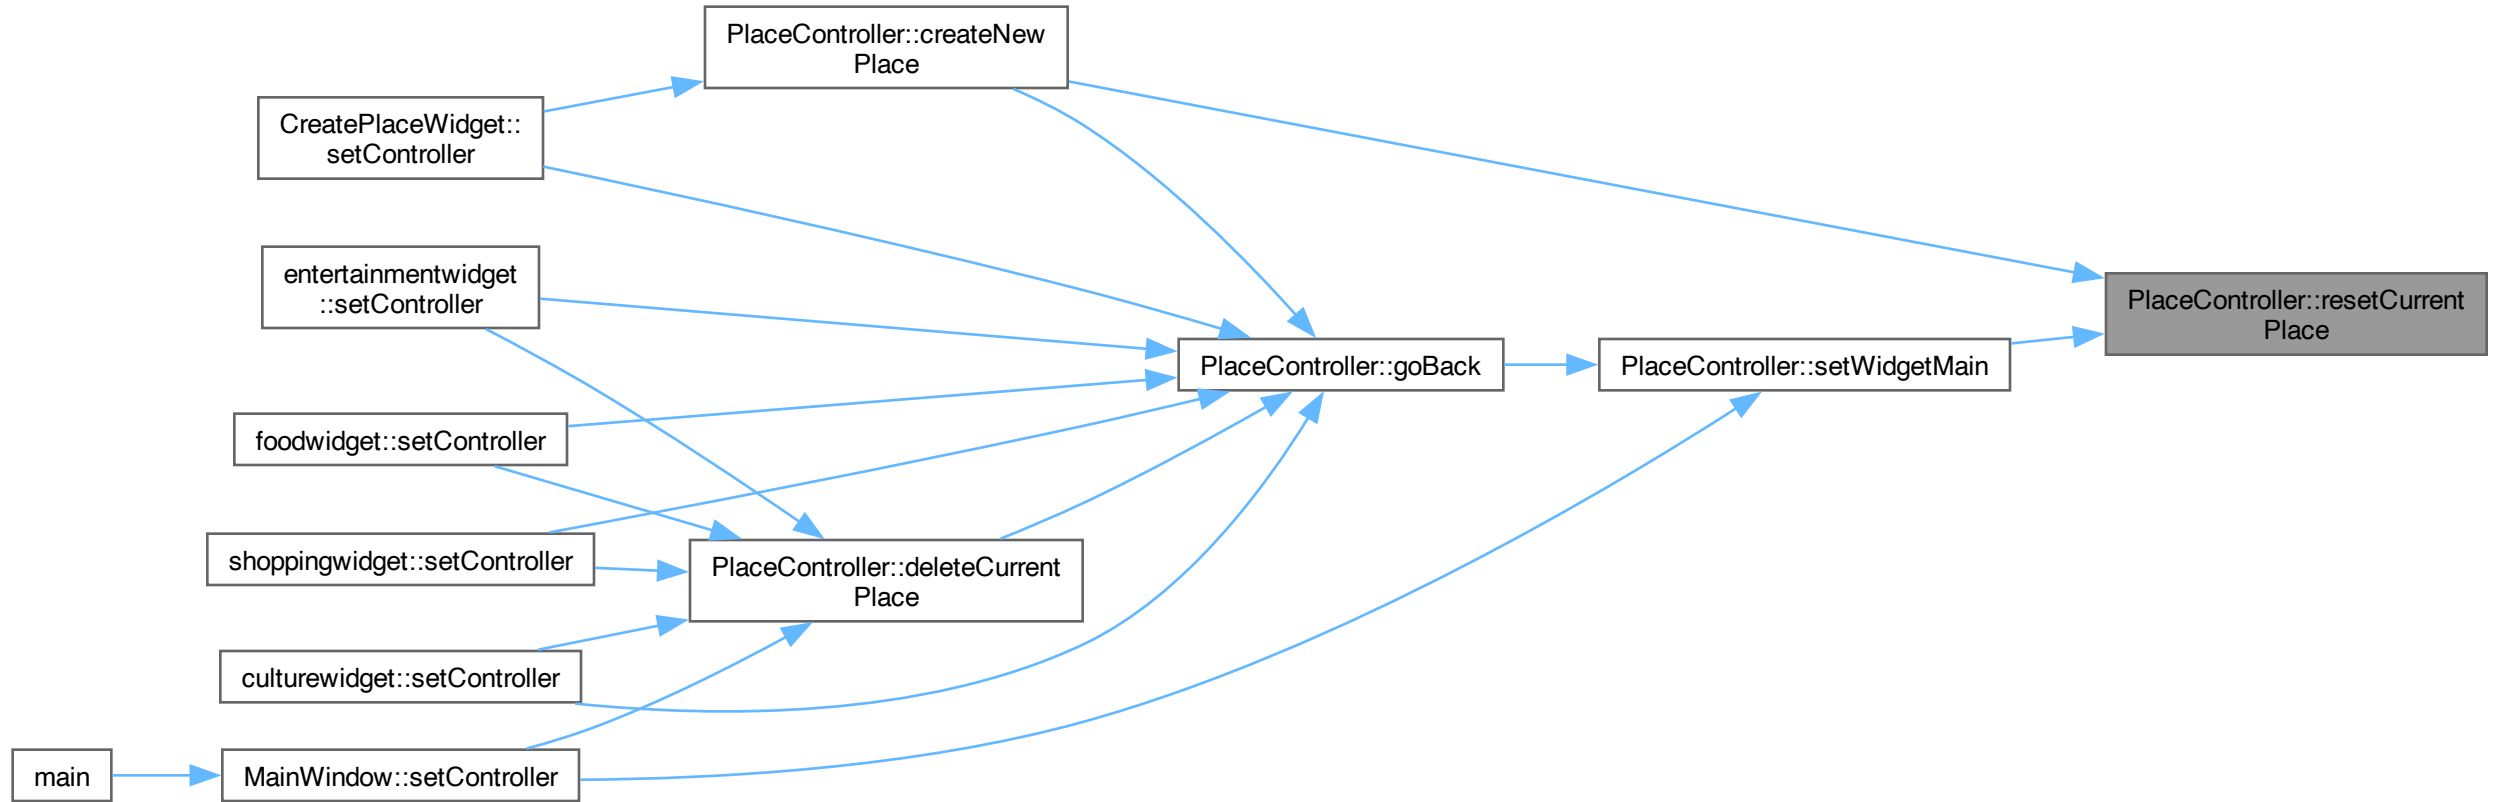 PlaceController::createNew
Place
CreatePlaceWidget::
setController
entertainmentwidget
::setController
PlaceController::resetCurrent
Place
PlaceController::goBack
PlaceController::setWidgetMain
foodwidget::setController
shoppingwidget::setController
PlaceController::deleteCurrent
Place
culturewidget::setController
main
MainWindow::setController